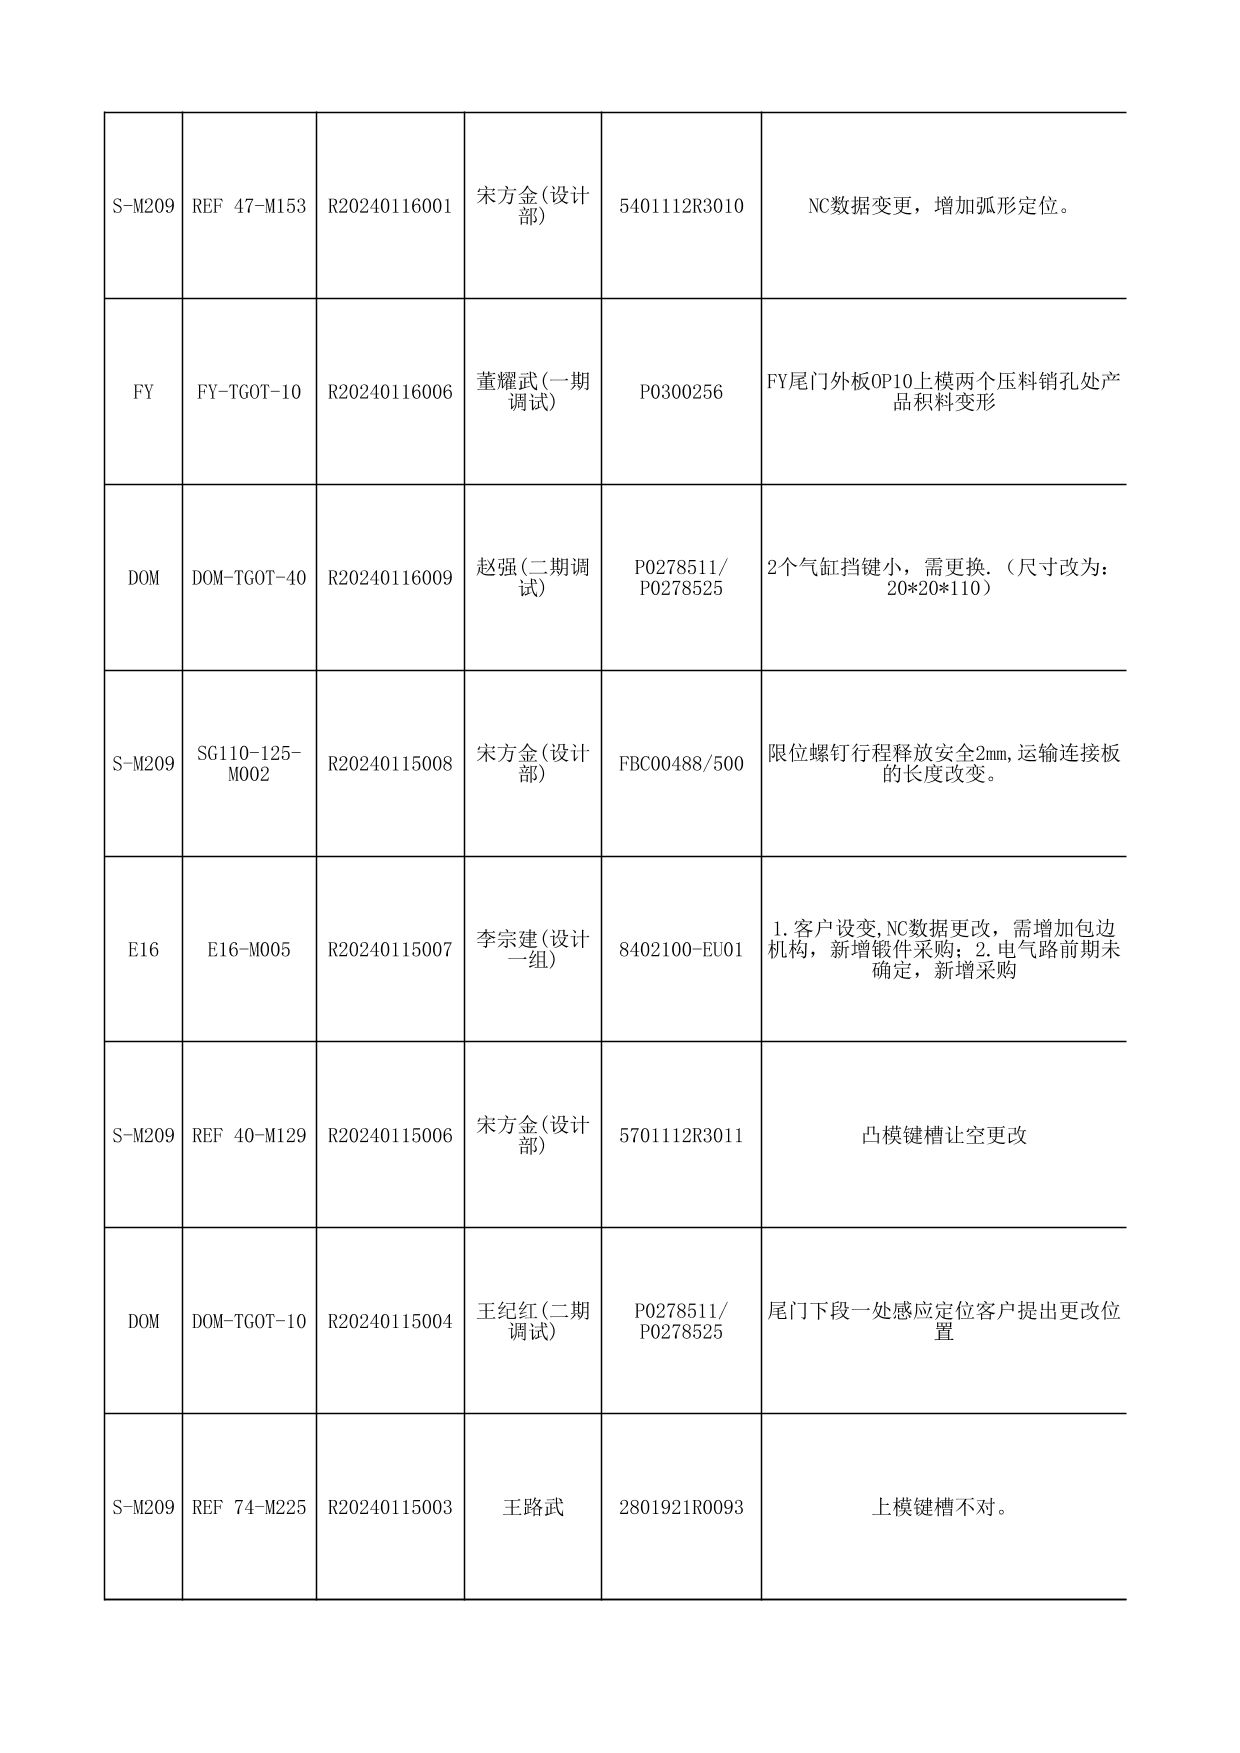 S-M209 REF 47-M153 R20240116001 宋方金(设计部) 5401112R3010 NC数据变更，增加弧形定位。
FY FY-TGOT-10 R20240116006 董耀武(一期调试) P0300256 FY尾门外板OP10上模两个压料销孔处产品积料变形
DOM DOM-TGOT-40 R20240116009 赵强(二期调试) P0278511/P0278525 2个气缸挡键小，需更换.（尺寸改为：20*20*110）
S-M209 SG110-125-M002 R20240115008 宋方金(设计部) FBC00488/500 限位螺钉行程释放安全2mm,运输连接板的长度改变。
E16 E16-M005 R20240115007 李宗建(设计一组) 8402100-EU01 1.客户设变,NC数据更改，需增加包边机构，新增锻件采购；2.电气路前期未确定，新增采购
S-M209 REF 40-M129 R20240115006 宋方金(设计部) 5701112R3011 凸模键槽让空更改
DOM DOM-TGOT-10 R20240115004 王纪红(二期调试) P0278511/P0278525 尾门下段一处感应定位客户提出更改位置
S-M209 REF 74-M225 R20240115003 王路武 2801921R0093 上模键槽不对。